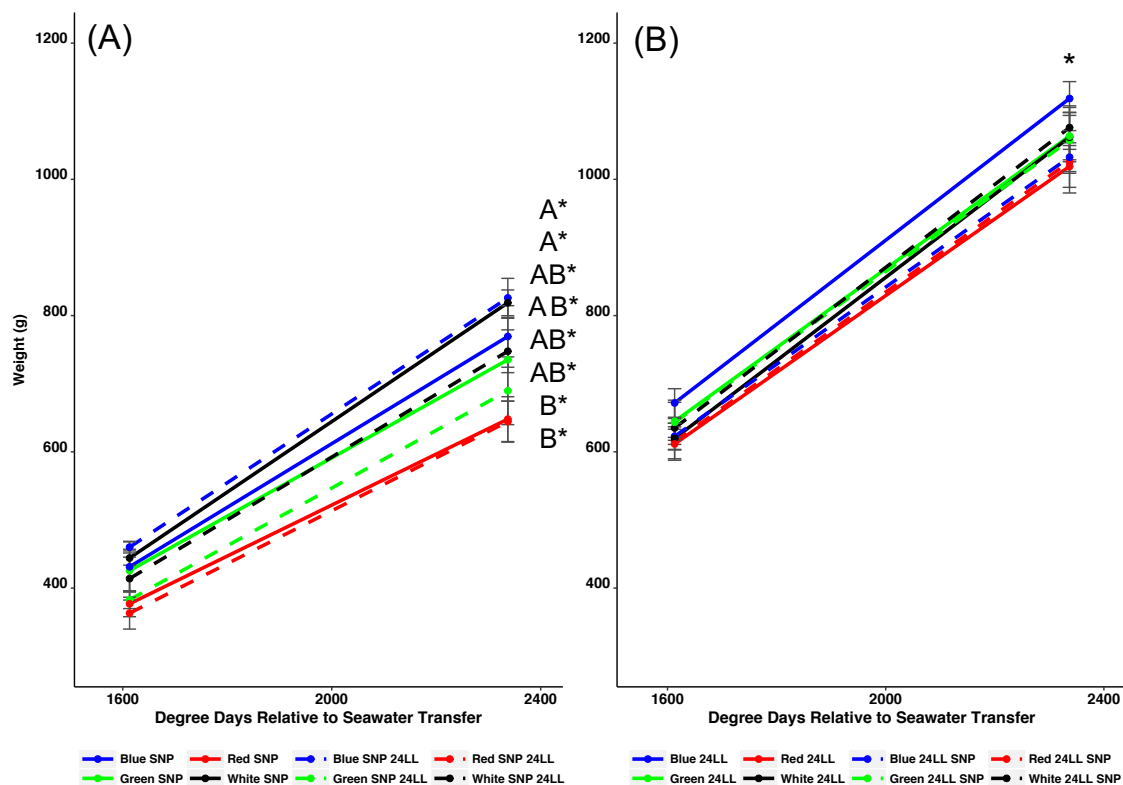 (A)
1200
1000
800
600
400
Weight (g)
A*
A*
AB*
AB*
AB*
AB*
B*
B*
1600
2000
2400
Degree Days Relative to Seawater Transfer
Blue SNP
Red SNP
Blue SNP 24LL
Red SNP 24LL
Green SNP
White SNP
Green SNP 24LL
White SNP 24LL
(B)
*
1200
1000
800
600
400
1600
2000
2400
Degree Days Relative to Seawater Transfer
Blue 24LL
Red 24LL
Blue 24LL SNP
Red 24LL SNP
Green 24LL
White 24LL
Green 24LL SNP
White 24LL SNP